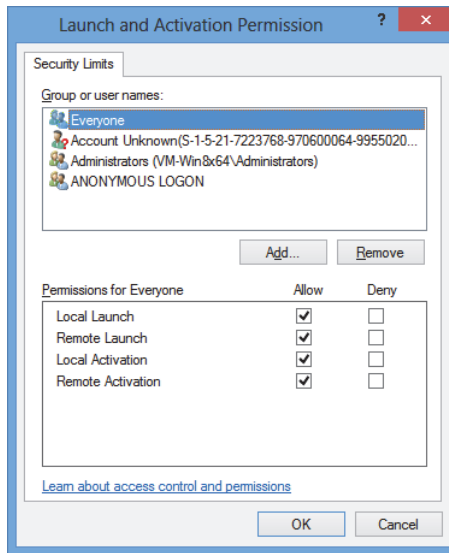 Launch and Activation Permission
?
Security Limits
Group or user names:
Everyone
Account Unknown(S-1-5-21-7223768-970600064-9955020...
Administrators (VM-Win8x64\Administrators)
ANONYMOUS LOGON
Add...
Remove
Permissions for Everyone Allow Deny
Local Launch
Remote Launch
Local Activation
Remote Activation
Learn about access control and permissions
OK Cancel